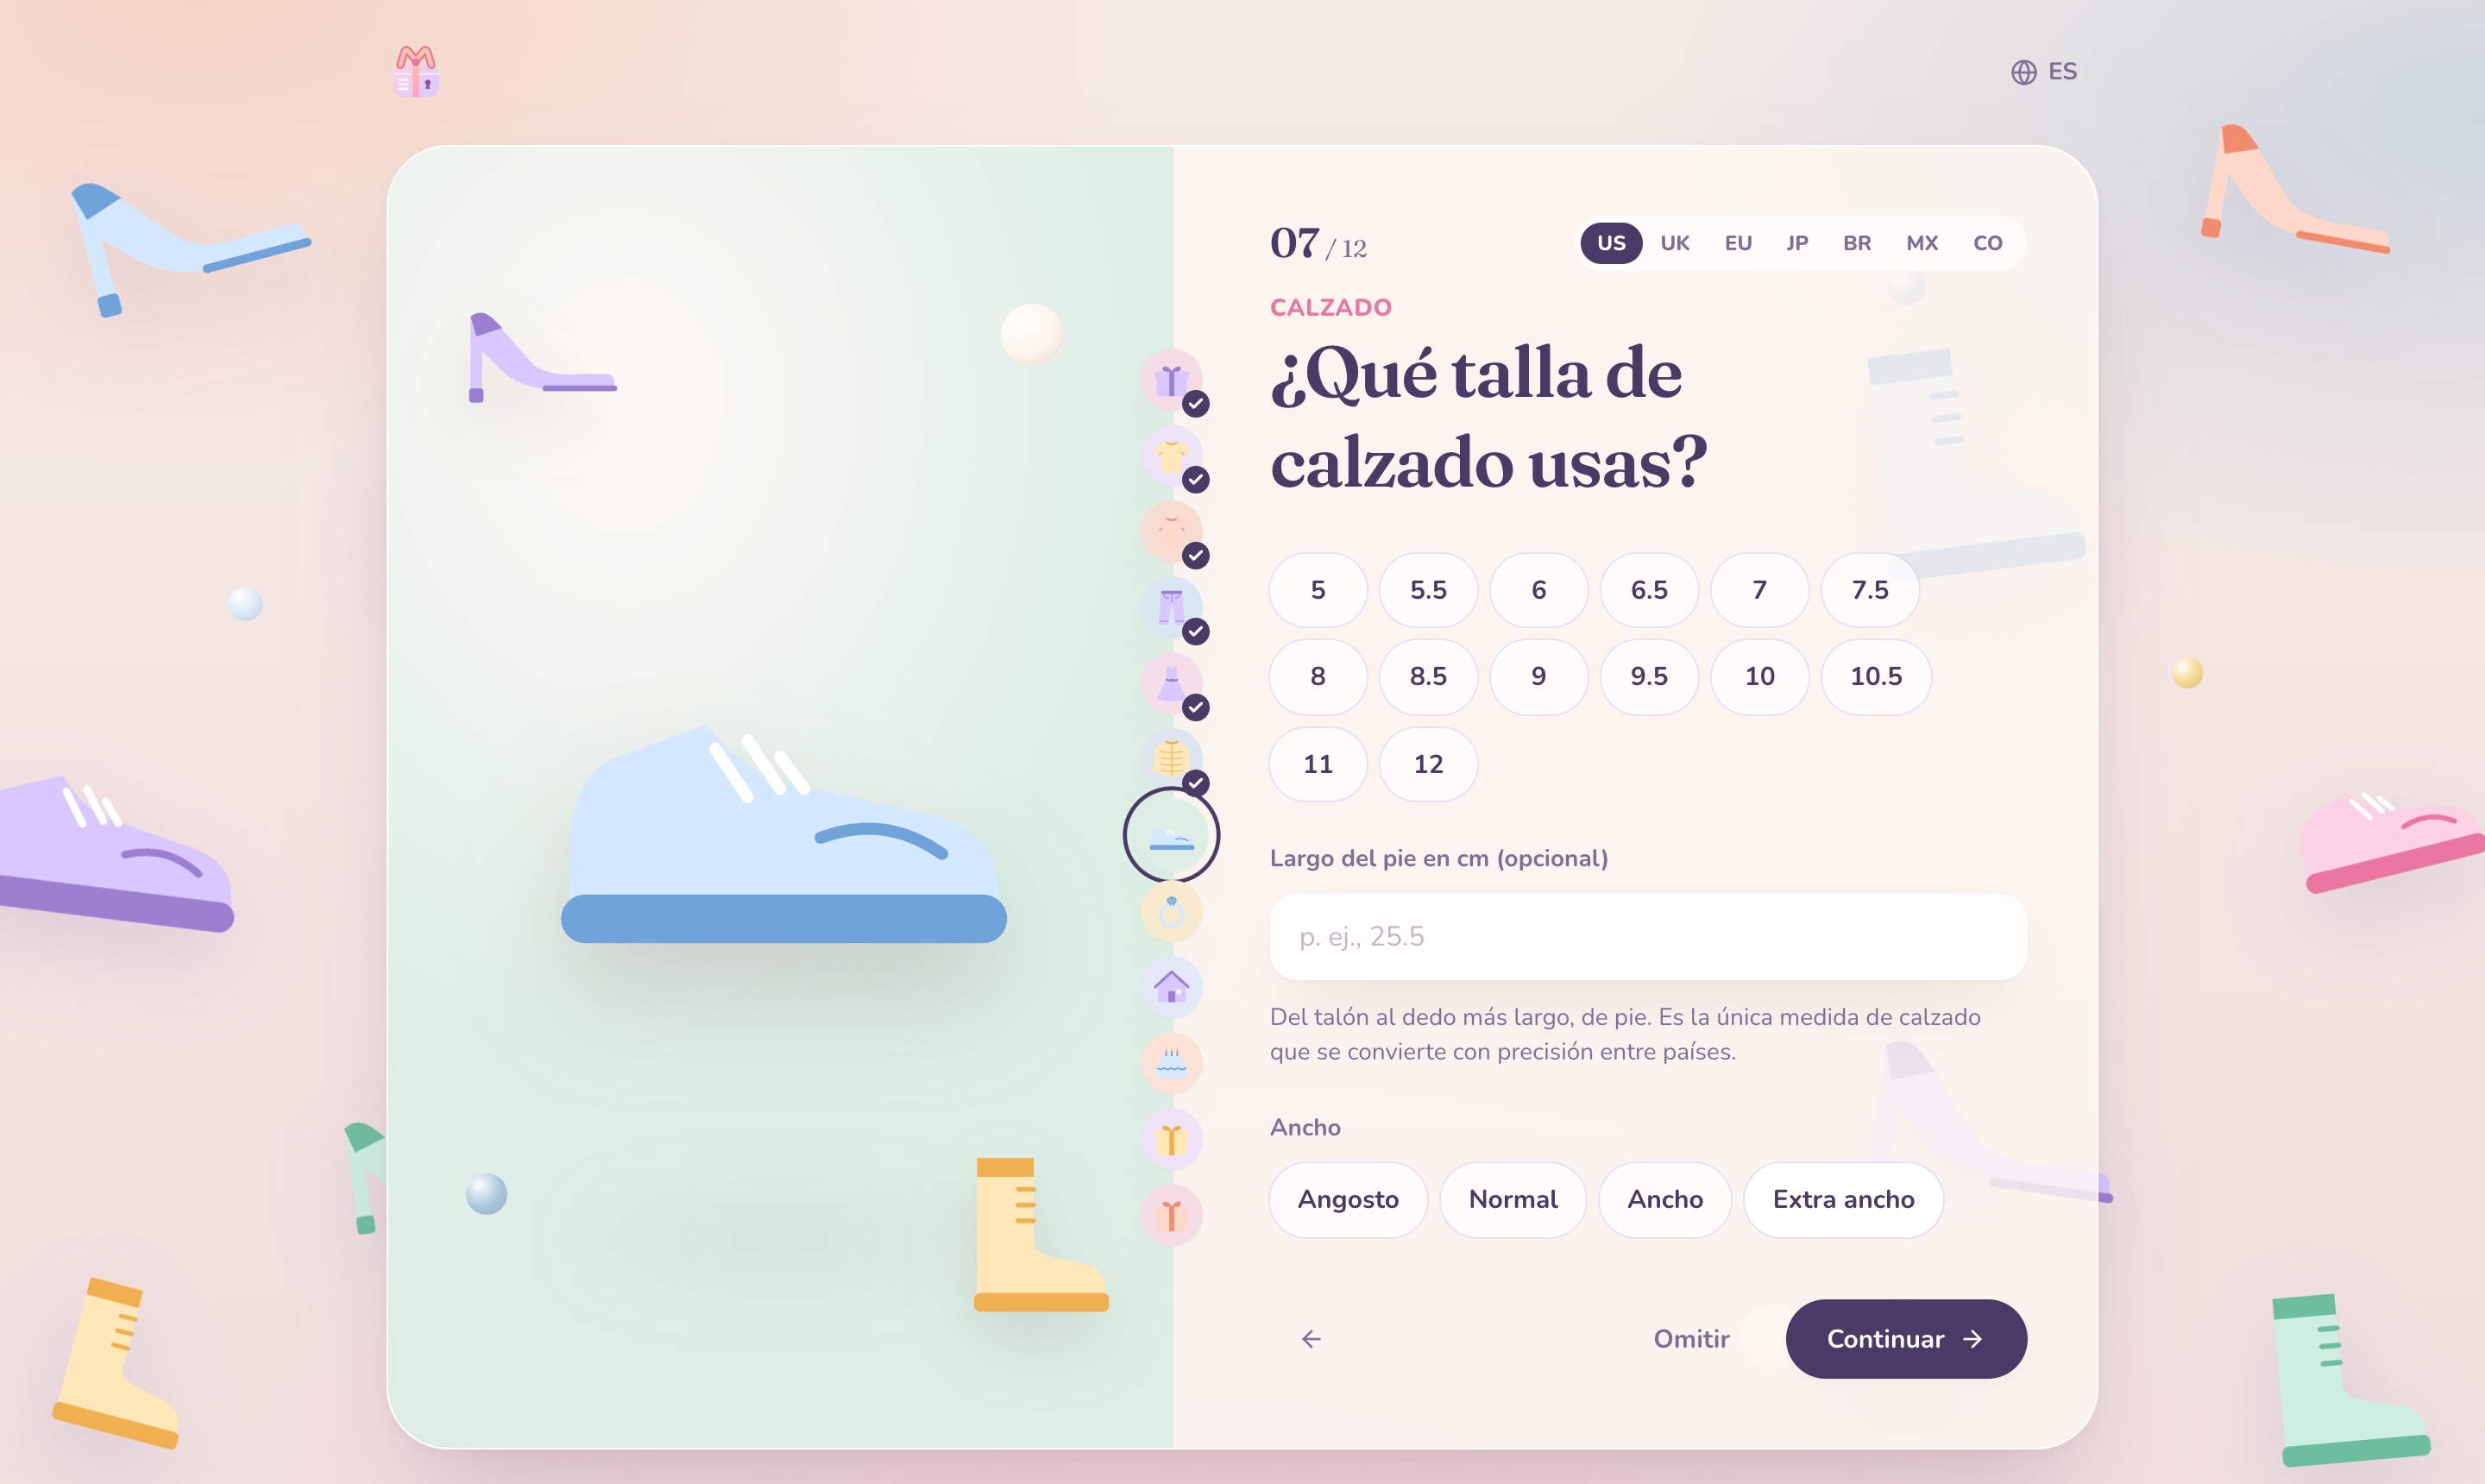 ES
07 / 12
US UK EU JP BR MX CO
CALZADO
¿Qué talla de
calzado usas?
5 5.5 6 6.5 7 7.5
8 8.5 9 9.5 10 10.5
11 12
Largo del pie en cm (opcional)
p. ej., 25.5
Del talón al dedo más largo, de pie. Es la única medida de calzado
que se convierte con precisión entre países.
Ancho
Angosto Normal Ancho Extra ancho
Omitir Continuar